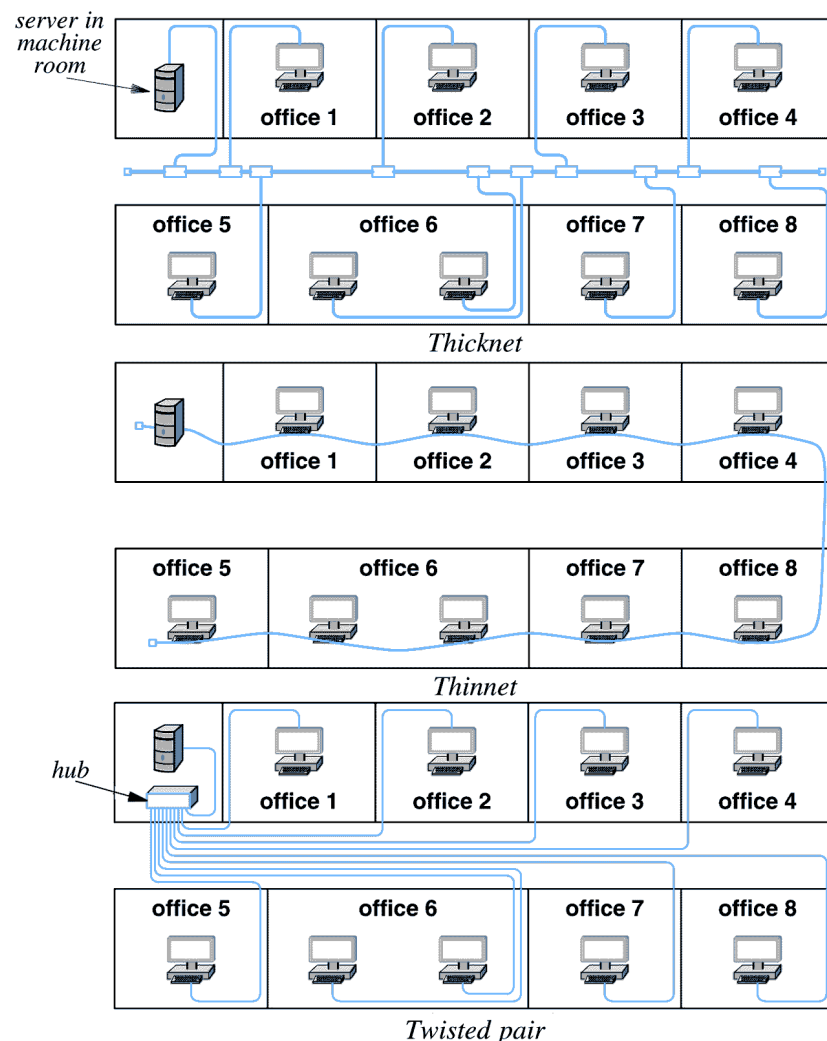 server in
machine
room
office 1
office 2
office 3
office 4
office 5
office 6
office 7
office 8
Thicknet
office 1
office 2
office 3
office 4
office 5
office 6
office 7
office 8
Thinnet
hub
office 1
office 2
office 3
office 4
office 5
office 6
office 7
office 8
Twisted pair